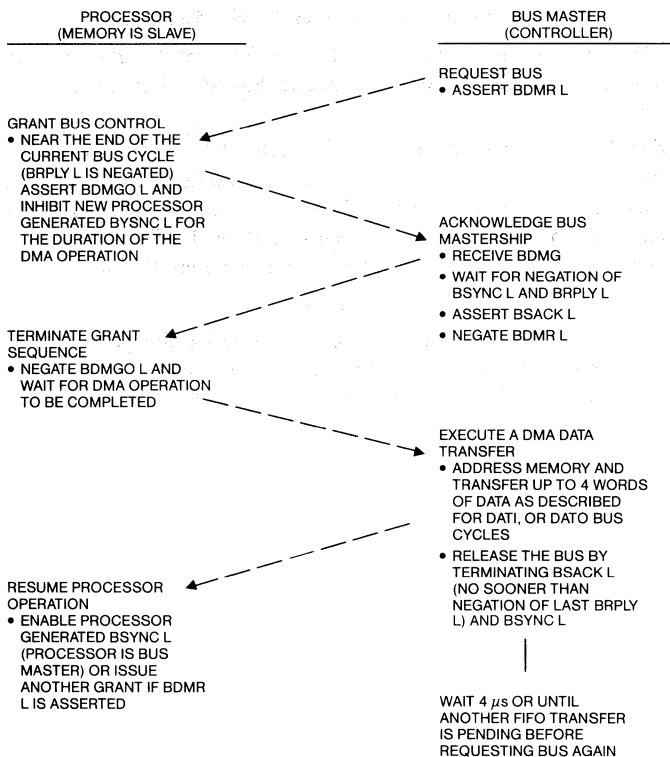 PROCESSOR
(MEMORY IS SLAVE)
BUS MASTER
(CONTROLLER)
REQUEST BUS
• ASSERT BDMR L
GRANT BUS CONTROL
• NEAR THE END OF THE
CURRENT BUS CYCLE
(BRPLY L IS NEGATED)
ASSERT BDMGO L AND
INHIBIT NEW PROCESSOR
GENERATED BYSNC L FOR
THE DURATION OF THE
DMA OPERATION
ACKNOWLEDGE BUS
MASTERSHIP
• RECEIVE BDMG
• WAIT FOR NEGATION OF
BSYNC L AND BRPLY L
• ASSERT BSACK L
• NEGATE BDMR L
TERMINATE GRANT
SEQUENCE
• NEGATE BDMGO L AND
WAIT FOR DMA OPERATION
TO BE COMPLETED
EXECUTE A DMA DATA
TRANSFER
• ADDRESS MEMORY AND
TRANSFER UP TO 4 WORDS
OF DATA AS DESCRIBED
FOR DATI, OR DATO BUS
CYCLES
• RELEASE THE BUS BY
TERMINATING BSACK L
(NO SOONER THAN
NEGATION OF LAST BRPLY
L) AND BSYNC L
RESUME PROCESSOR
OPERATION
• ENABLE PROCESSOR
GENERATED BSYNC L
(PROCESSOR IS BUS
MASTER) OR ISSUE
ANOTHER GRANT IF BDMR
L IS ASSERTED
WAIT 4 µs OR UNTIL
ANOTHER FIFO TRANSFER
IS PENDING BEFORE
REQUESTING BUS AGAIN